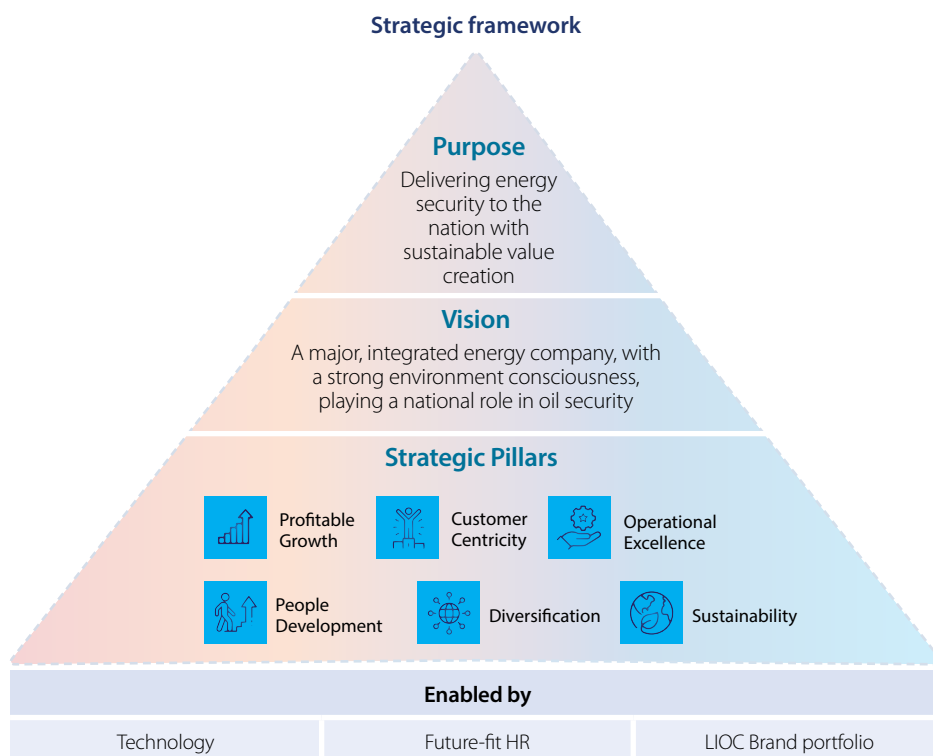 Strategic framework
Purpose
Delivering energy
security to the
nation with
sustainable value
creation
Vision
A major, integrated energy company, with
a strong environment consciousness,
playing a national role in oil security
Strategic Pillars
Profitable
Growth
Customer
Centricity
Operational
Excellence
People
Development
Diversification
Sustainability
Enabled by
Technology
Future-fit HR
LIOC Brand portfolio